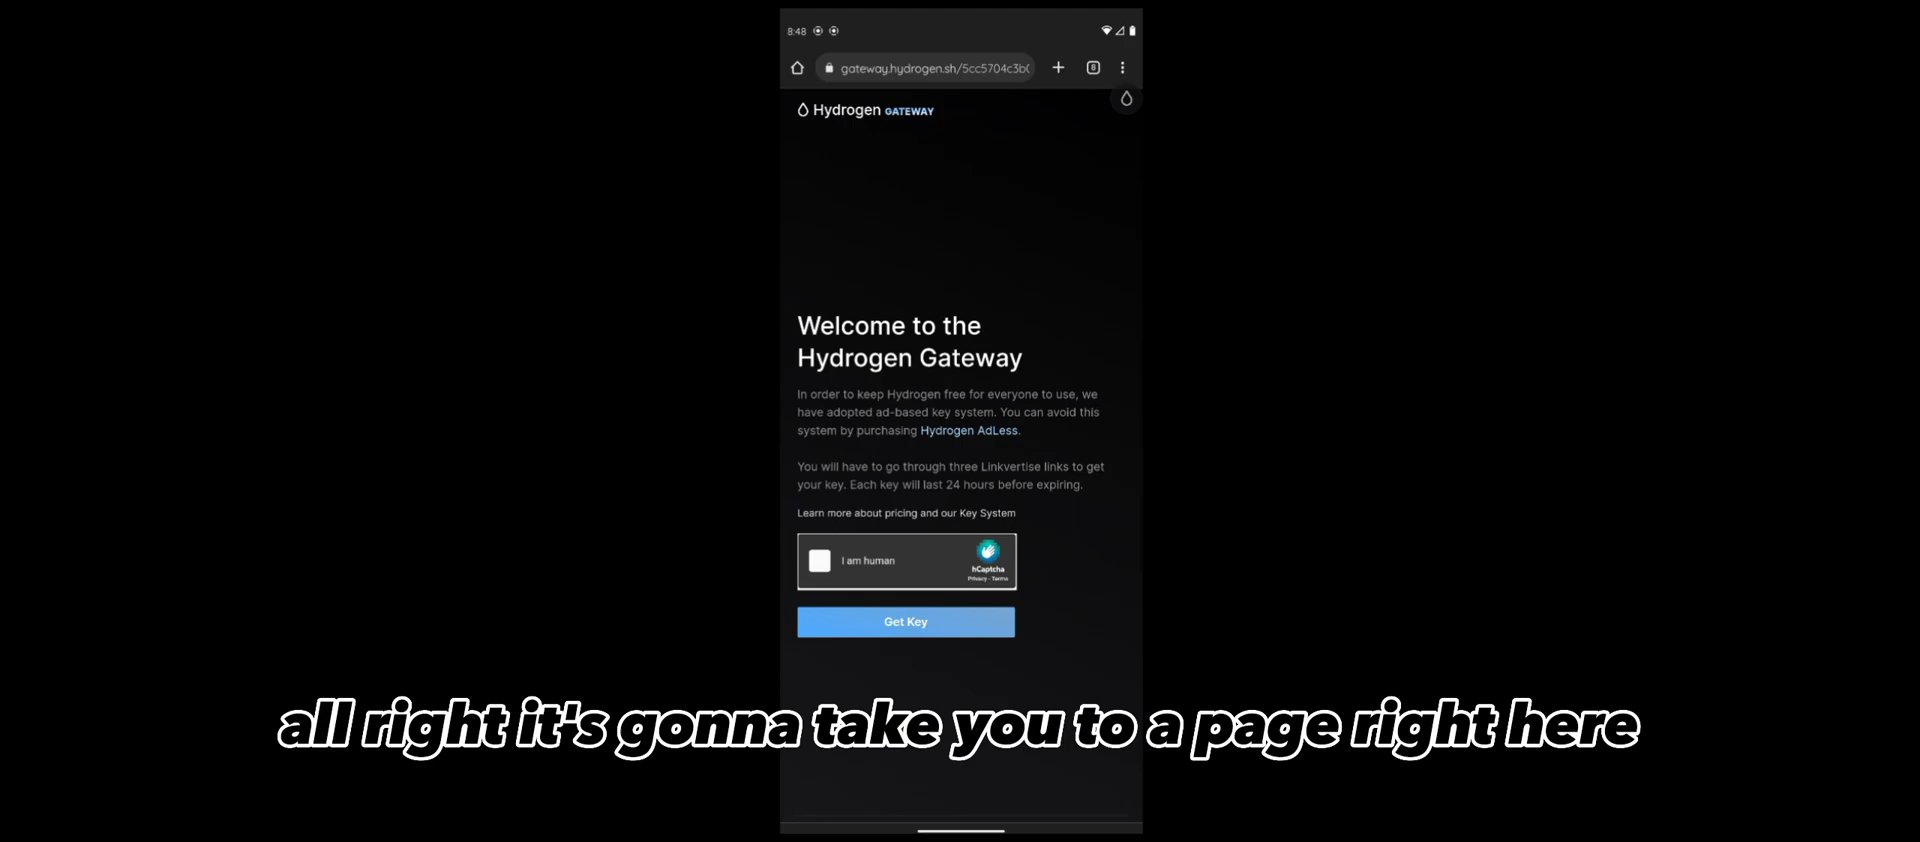 8:48
gateway.hydrogen.sh/5cc5704c3b0
8
Hydrogen GATEWAY
Welcome to the
Hydrogen Gateway
In order to keep Hydrogen free for everyone to use, we
have adopted ad-based key system. You can avoid this
system by purchasing Hydrogen AdLess.
You will have to go through three Linkvertise links to get
your key. Each key will last 24 hours before expiring.
Learn more about pricing and our Key System
I am human
hCaptcha
Privacy - Terms
Get Key
all right it's gonna take you to a page right here